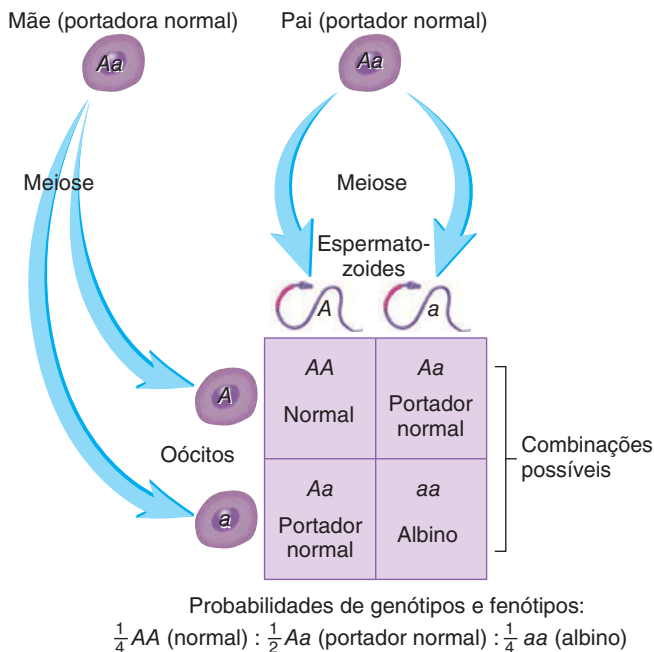 Mãe (portadora normal)
Pai (portador normal)
Aa
Aa
Meiose
Meiose
Espermato-
zoides
A
a
A
AA
Normal
Aa
Portador
normal
Oócitos
a
Aa
Portador
normal
aa
Albino
Combinações
possíveis
Probabilidades de genótipos e fenótipos:
1/4 AA (normal) : 1/2 Aa (portador normal) : 1/4 aa (albino)